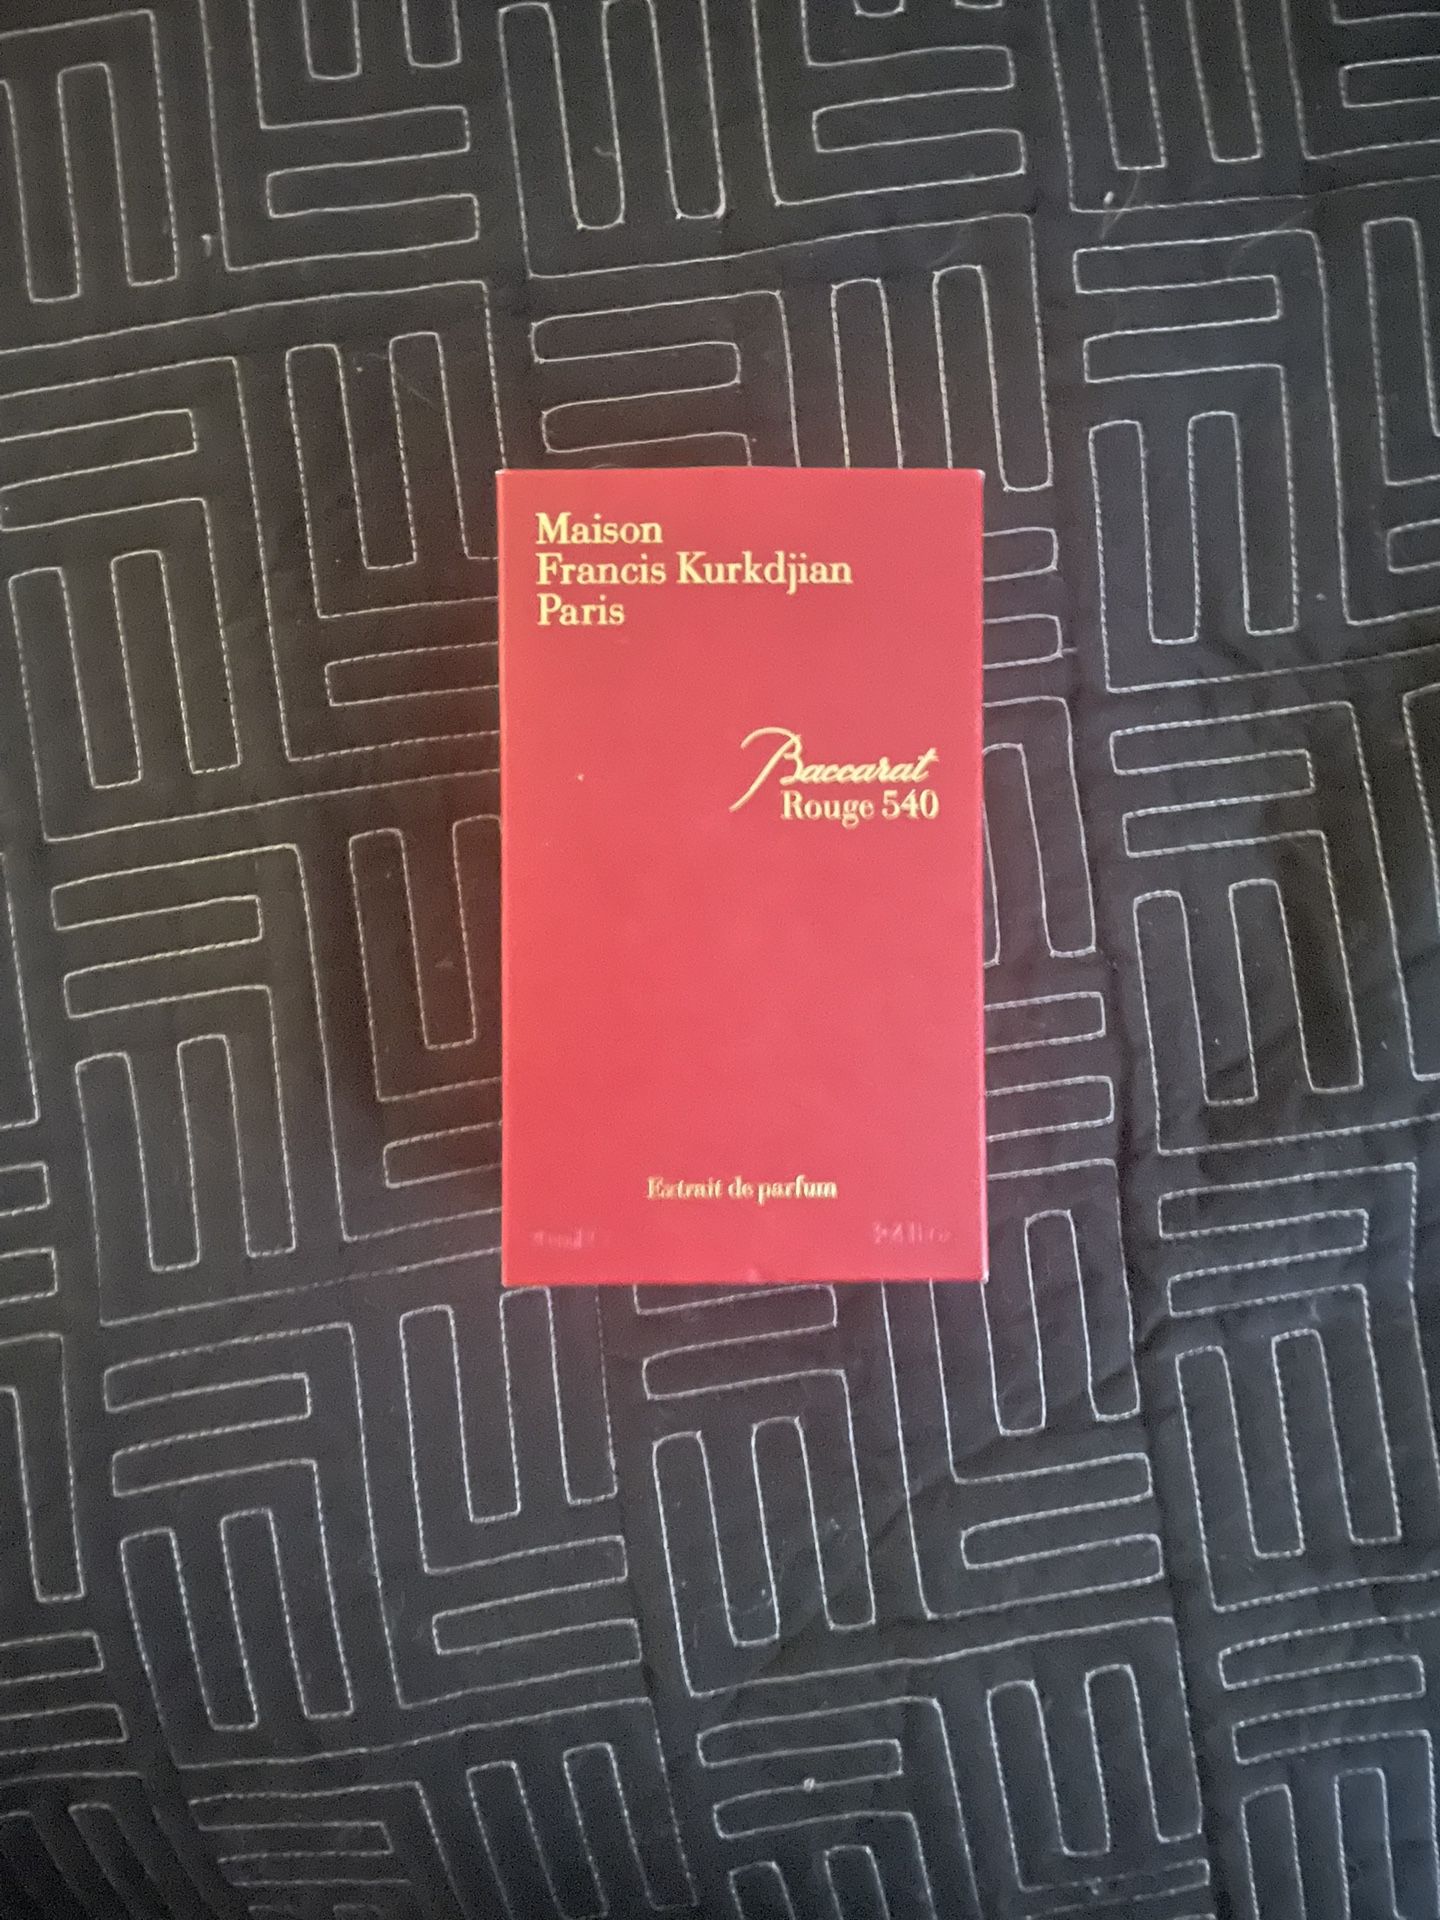 Maison
Francis Kurkdjian
Paris
Baccarat
Rouge 540
Extrait de parfum